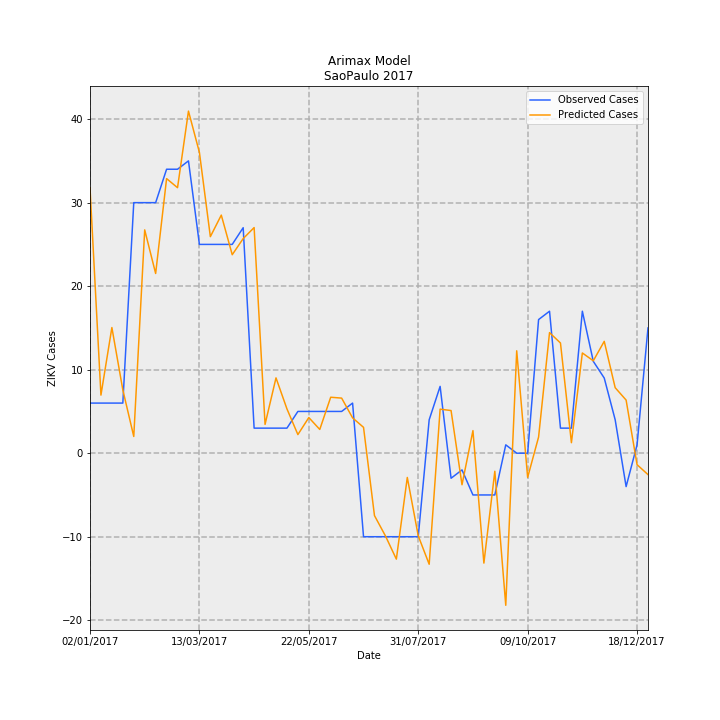 Arimax Model
SaoPaulo 2017
Observed Cases
Predicted Cases
40
30
20
10
0
−10
−20
ZIKV Cases
02/01/2017 13/03/2017 22/05/2017 31/07/2017 09/10/2017 18/12/2017
Date